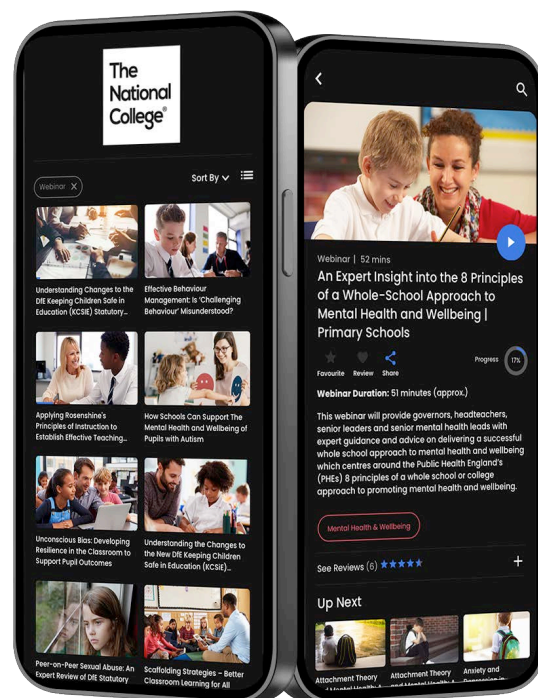 The
National
College®
Webinar X
Sort By
Understanding Changes to the
DfE Keeping Children Safe in
Education (KCSIE) Statutory...
Effective Behaviour
Management: Is ‘Challenging
Behaviour’ Misunderstood?
Applying Rosenshine's
Principles of Instruction to
Establish Effective Teaching...
How Schools Can Support The
Mental Health and Wellbeing of
Pupils with Autism
Unconscious Bias: Developing
Resilience in the Classroom to
Support Pupil Outcomes
Understanding the Changes to
the New DfE Keeping Children
Safe in Education (KCSiE)...
Peer-on-Peer Sexual Abuse: An
Expert Review of DfE Statutory
Scaffolding Strategies – Better
Classroom Learning for All
Webinar | 52 mins
An Expert Insight into the 8 Principles
of a Whole-School Approach to
Mental Health and Wellbeing |
Primary Schools
Favourite Review Share
Progress 17%
Webinar Duration: 51 minutes (approx.)
This webinar will provide governors, headteachers,
senior leaders and senior mental health leads with
expert guidance and advice on delivering a successful
whole school approach to mental health and wellbeing
which centres around the Public Health England's
(PHEs) 8 principles of a whole school or college
approach to promoting mental health and wellbeing.
Mental Health & Wellbeing
See Reviews (6)
Up Next
Attachment Theory
Attachment Theory
Anxiety and